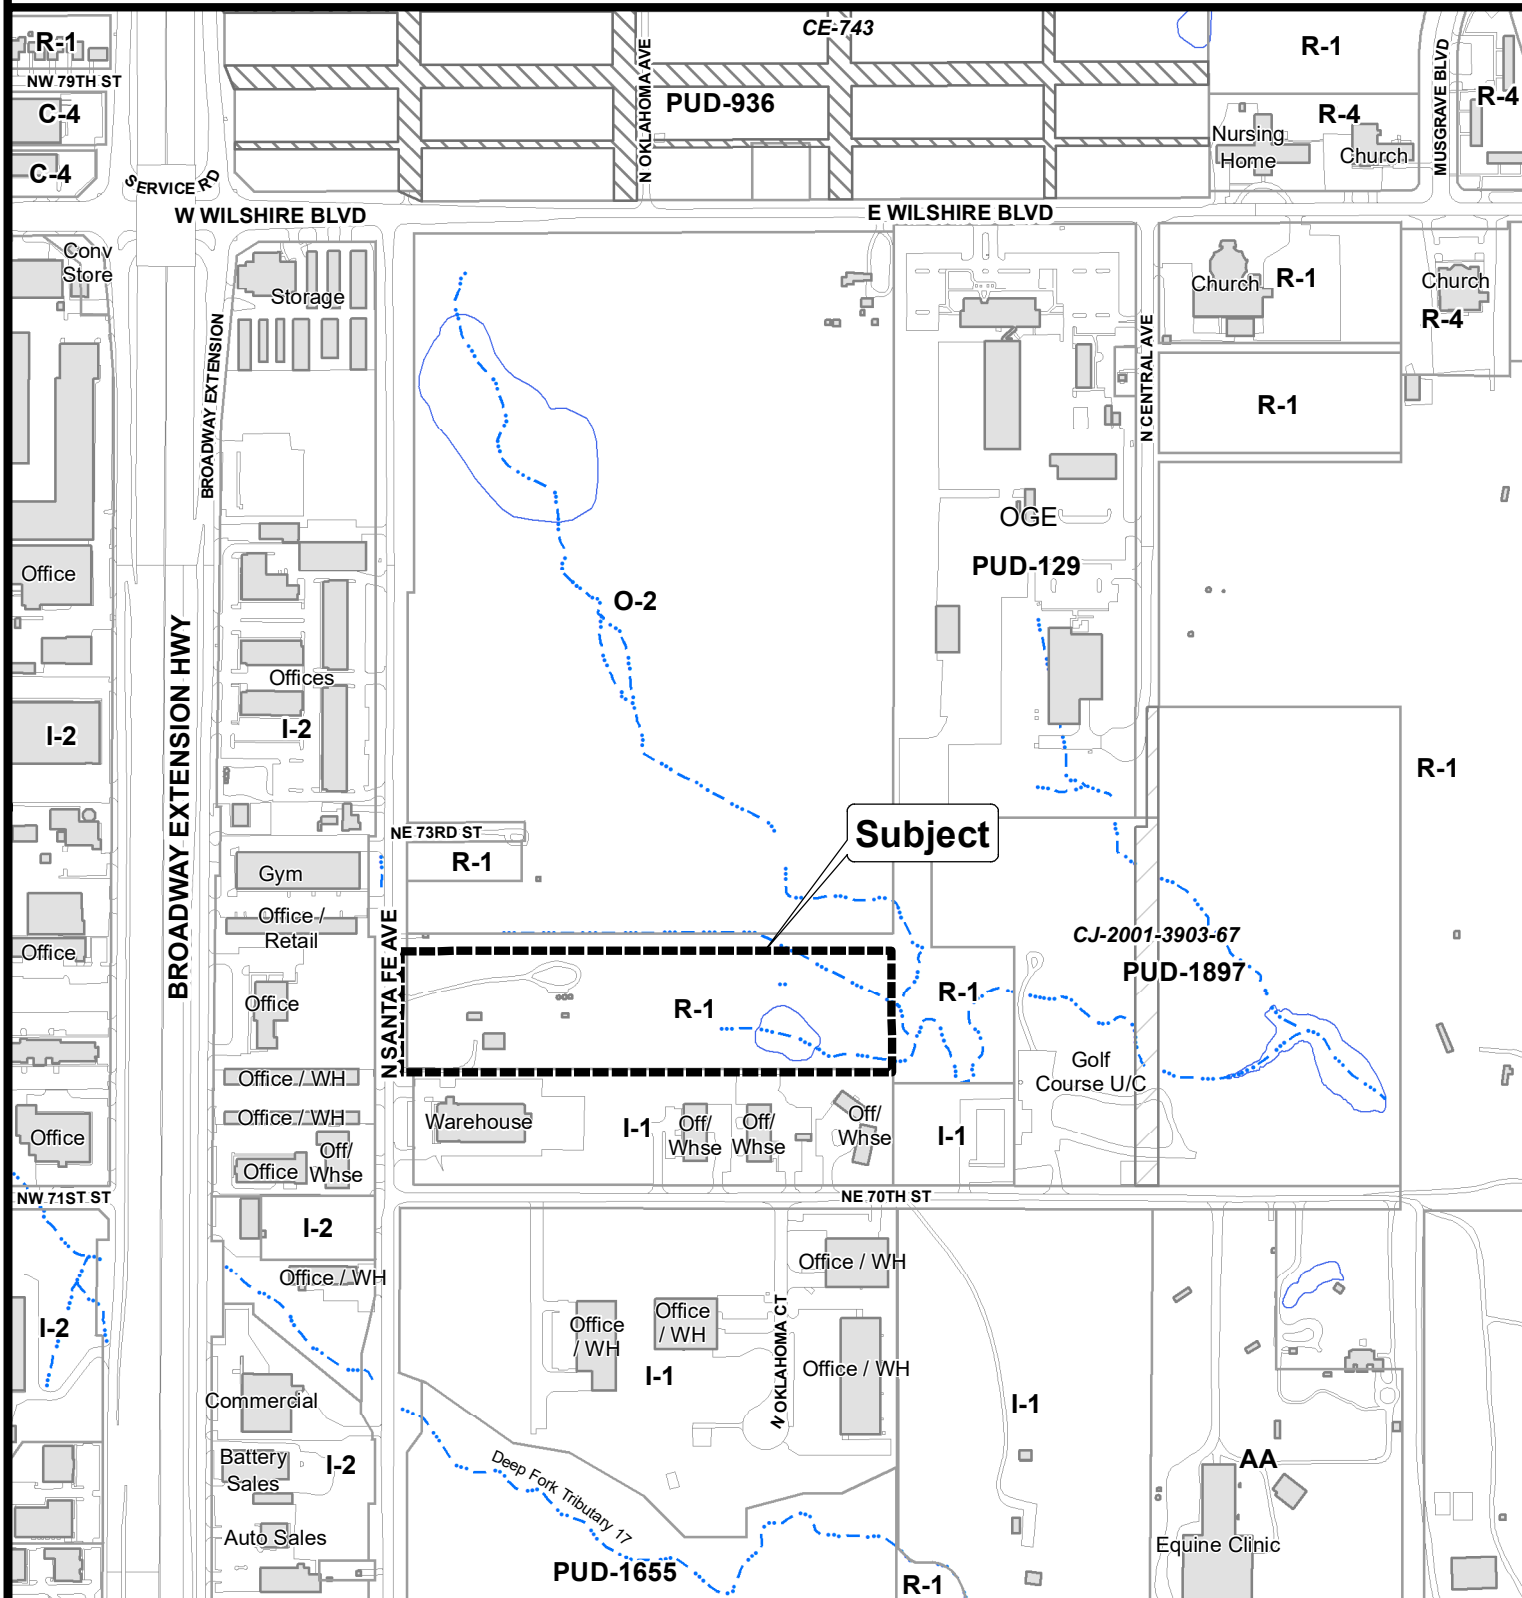 CE-743
R-1
N OKLAHOMA AVE
R-1
MUSGRAVE BLVD
NW 79TH ST
R-4
C-4
PUD-936
R-4
Nursing
Home
Church
C-4
SERVICE RD
W WILSHIRE BLVD
E WILSHIRE BLVD
Conv
Store
Storage
Church
R-1
Church
R-4
BROADWAY EXTENSION
N CENTRAL AVE
R-1
OGE
PUD-129
Office
O-2
BROADWAY EXTENSION HWY
Offices
I-2
I-2
R-1
Subject
NE 73RD ST
R-1
Gym
Office /
Retail
N SANTA FE AVE
Office
CJ-2001-3903-67
PUD-1897
Office
R-1
R-1
Golf
Course U/C
Office / WH
Office / WH
Warehouse
I-1
Off/
Whse
Off/
Whse
Off/
Whse
I-1
Office
Office
Off/
Whse
NW 71ST ST
NE 70TH ST
I-2
Office / WH
Office / WH
I-2
Office
/ WH
Office
/ WH
N OKLAHOMA CT
Office / WH
I-1
I-1
Commercial
Battery
Sales
I-2
AA
Deep Fork Tributary 17
Auto Sales
Equine Clinic
PUD-1655
R-1